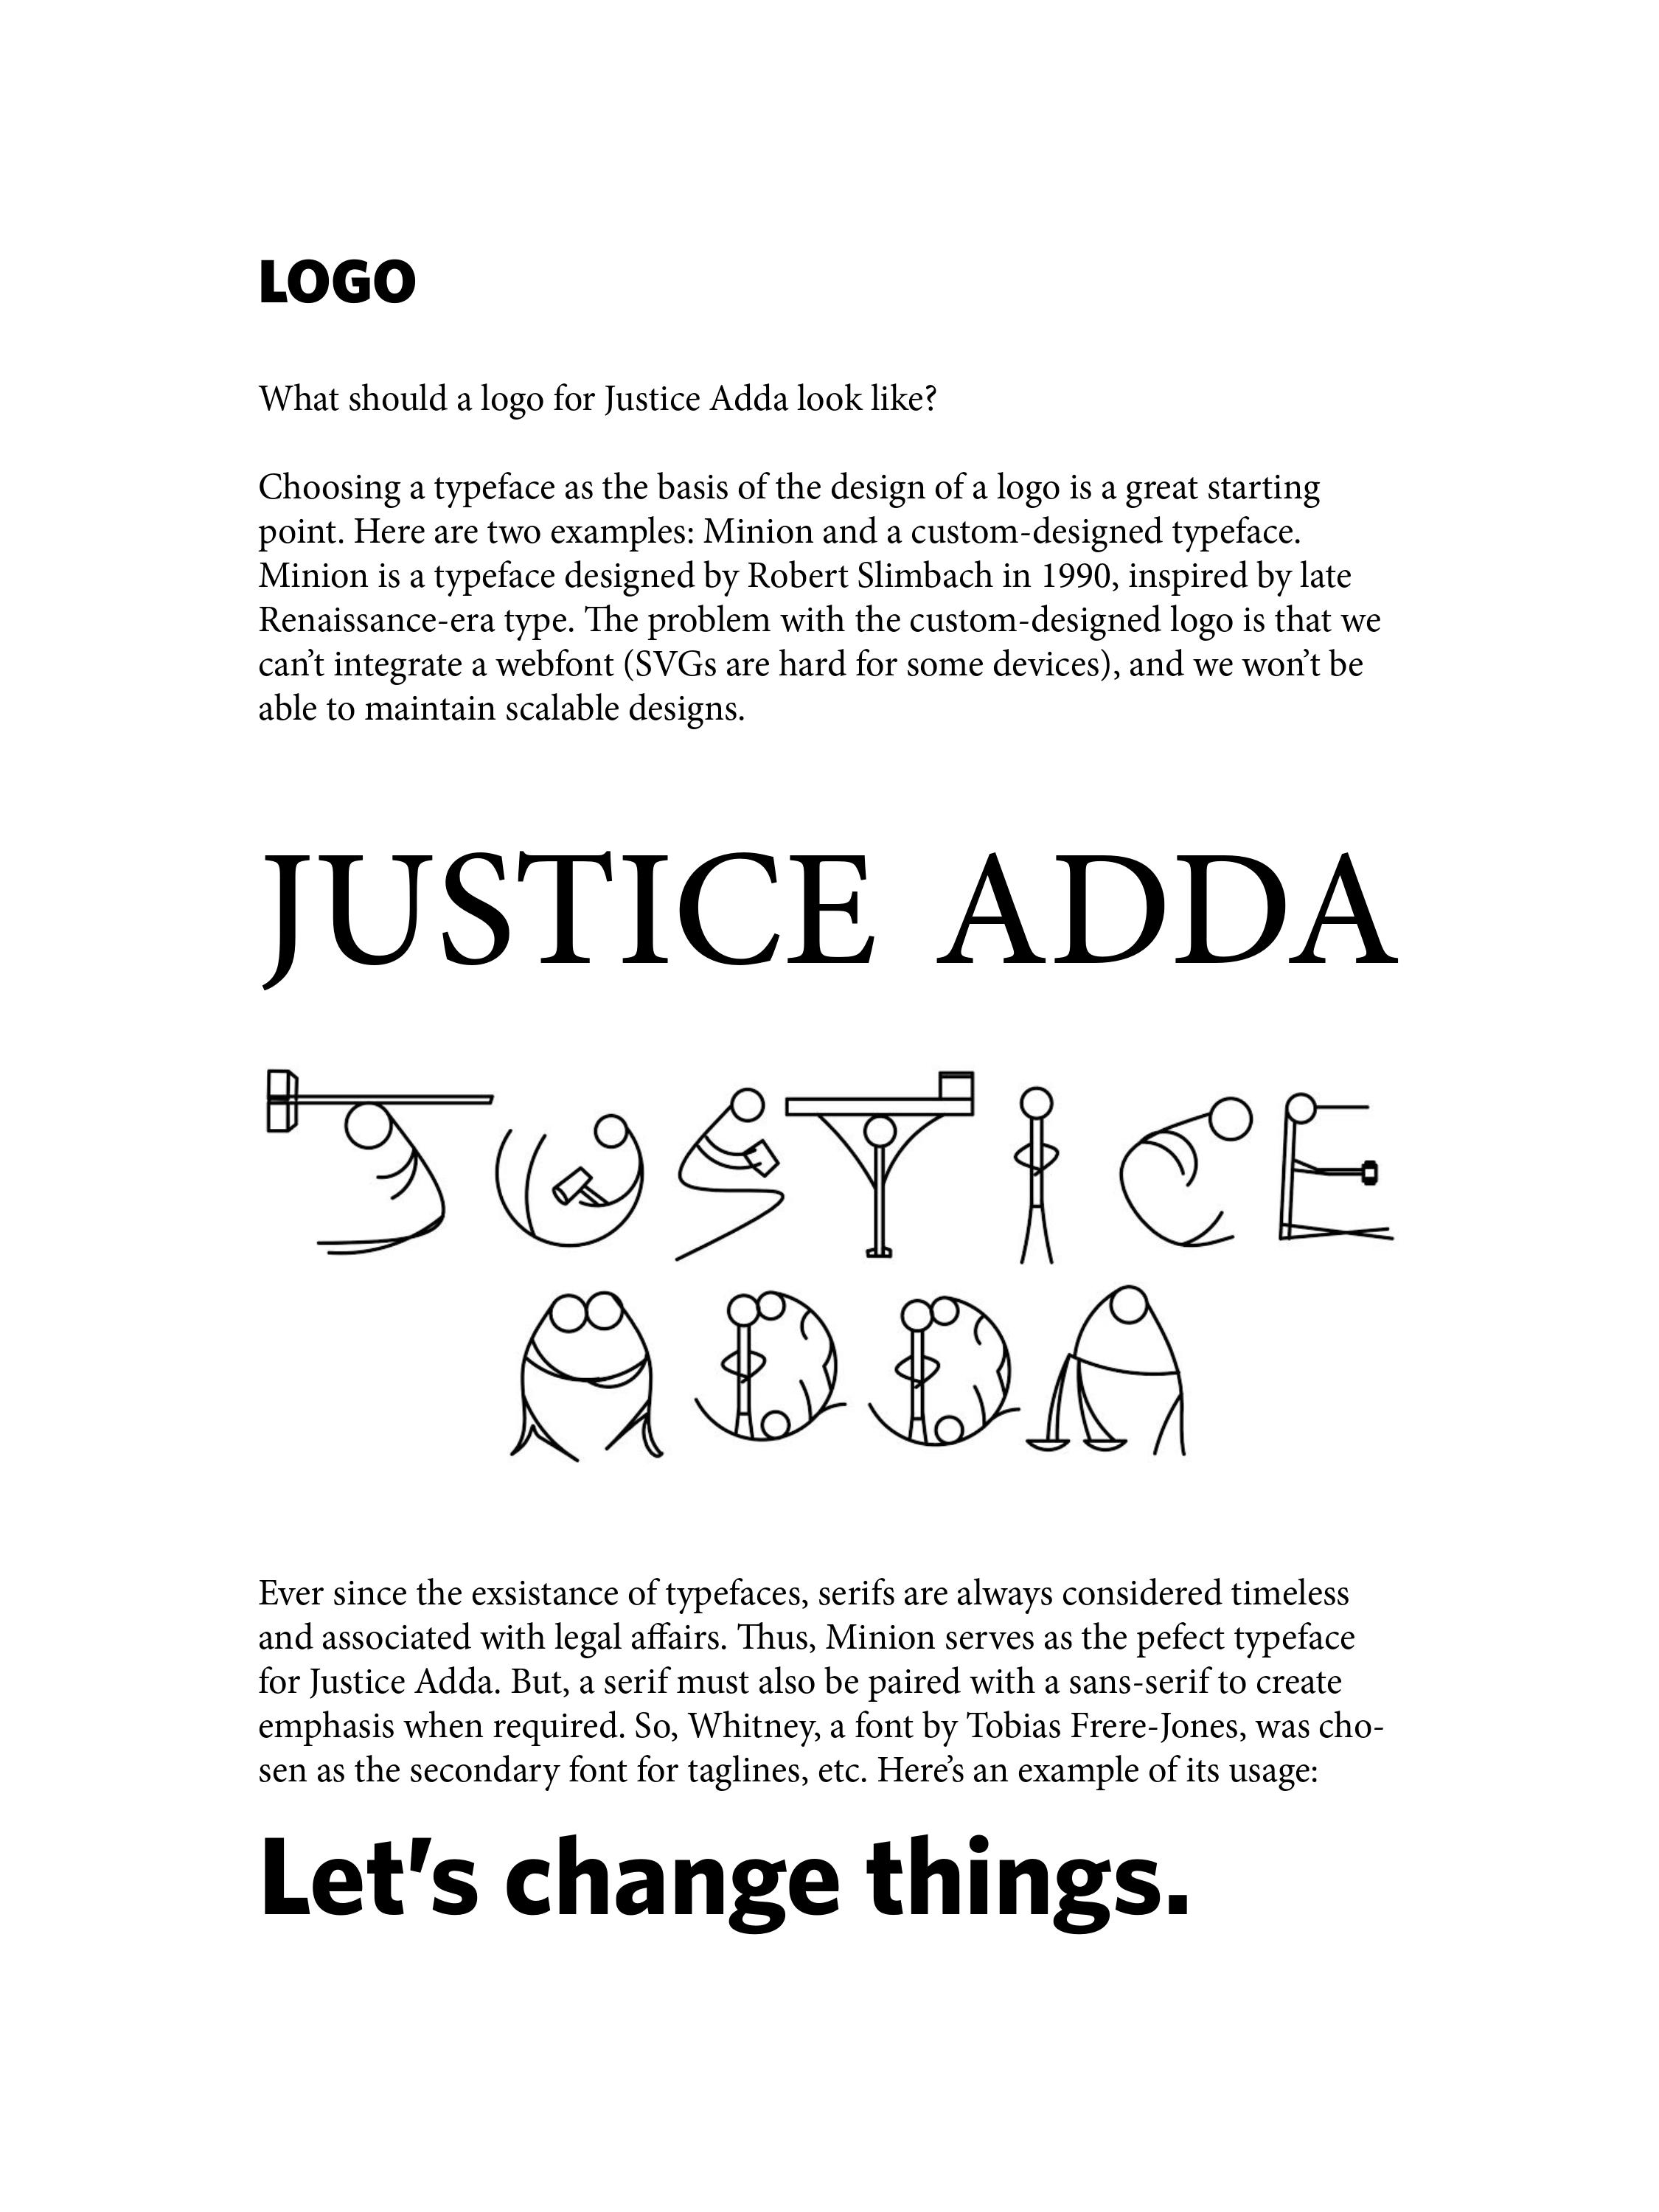 LOGO
What should a logo for Justice Adda look like?
Choosing a typeface as the basis of the design of a logo is a great starting
point. Here are two examples: Minion and a custom-designed typeface.
Minion is a typeface designed by Robert Slimbach in 1990, inspired by late
Renaissance-era type. The problem with the custom-designed logo is that we
can’t integrate a webfont (SVGs are hard for some devices), and we won’t be
able to maintain scalable designs.
JUSTICE ADDA
JUSTICE
ADDA
Ever since the exsistance of typefaces, serifs are always considered timeless
and associated with legal affairs. Thus, Minion serves as the pefect typeface
for Justice Adda. But, a serif must also be paired with a sans-serif to create
emphasis when required. So, Whitney, a font by Tobias Frere-Jones, was cho-
sen as the secondary font for taglines, etc. Here’s an example of its usage:
Let’s change things.